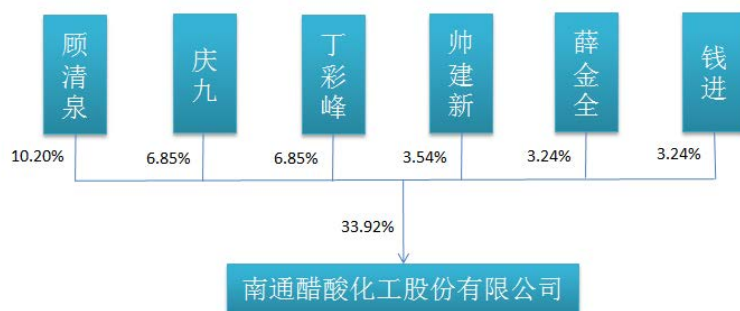 顾清泉
庆九
丁彩峰
帅建新
薛金全
钱进
10.20%
6.85%
6.85%
3.54%
3.24%
3.24%
33.92%
南通醋酸化工股份有限公司